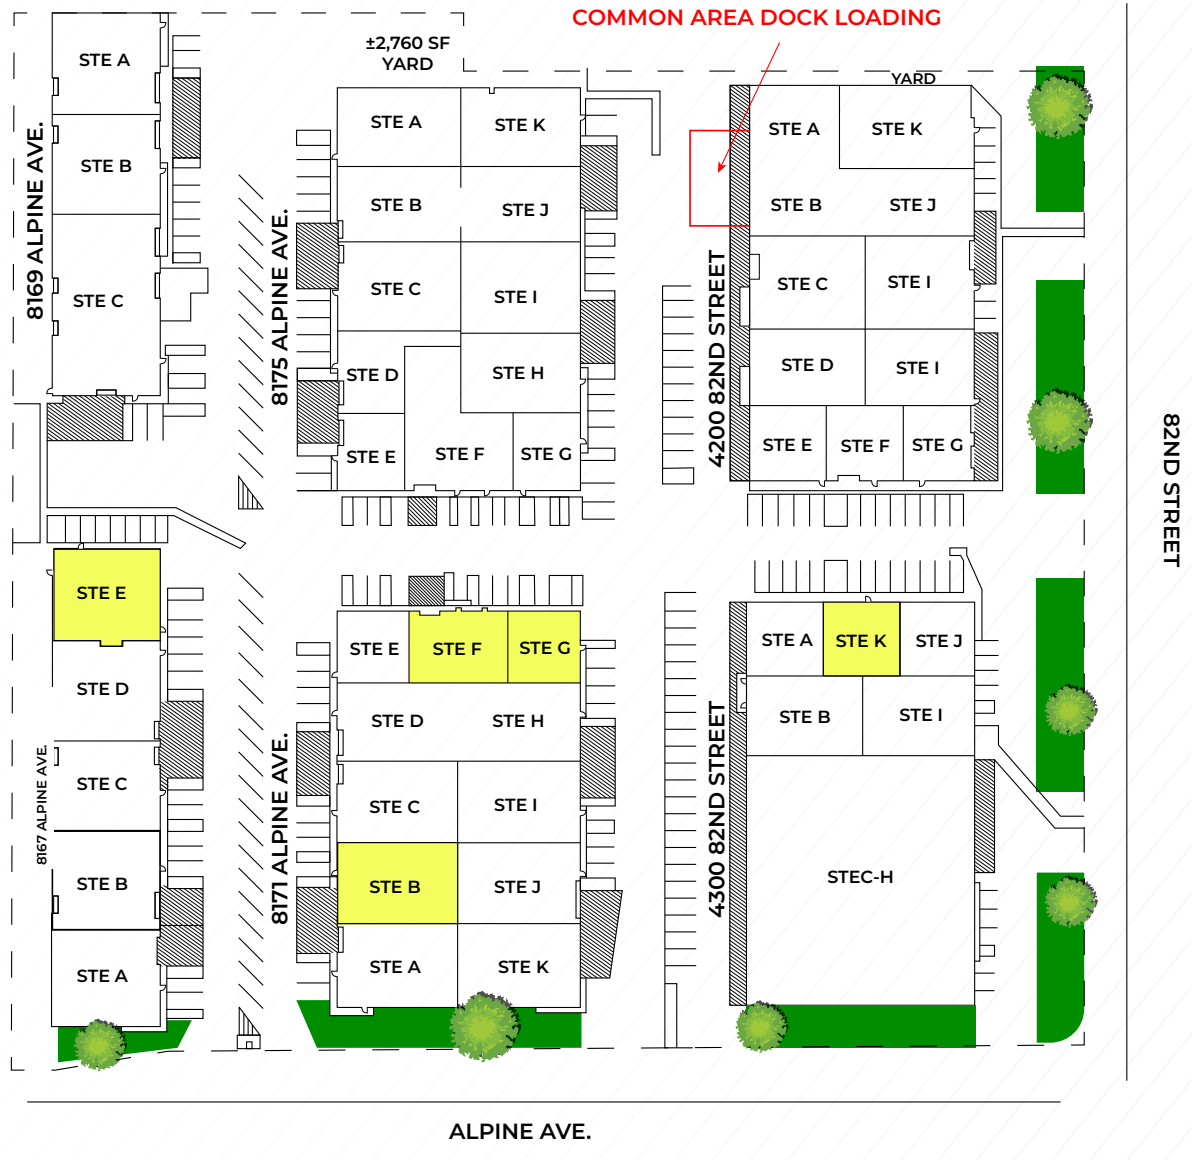 COMMON AREA DOCK LOADING
±2,760 SF
YARD
YARD
8169 ALPINE AVE.
STE A
STE B
STE C
8175 ALPINE AVE.
STE A
STE K
STE B
STE J
STE C
STE I
STE D
STE H
STE E
STE F
STE G
4200 82ND STREET
STE A
STE K
STE B
STE J
STE C
STE I
STE D
STE I
STE E
STE F
STE G
82ND STREET
8167 ALPINE AVE.
STE E
STE D
STE C
STE B
STE A
8171 ALPINE AVE.
STE E
STE F
STE G
STE D
STE H
STE C
STE I
STE B
STE J
STE A
STE K
4300 82ND STREET
STE A
STE K
STE J
STE B
STE I
STEC-H
ALPINE AVE.